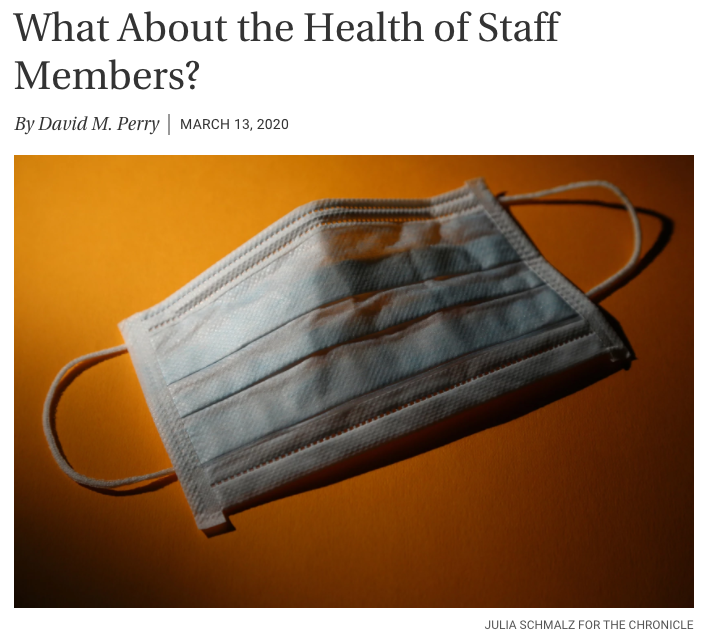 What About the Health of Staff
Members?
By David M. Perry | MARCH 13, 2020
JULIA SCHMALZ FOR THE CHRONICLE